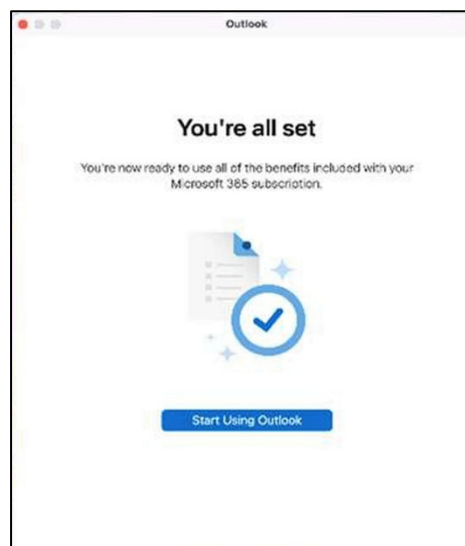 Outlook
You're all set
You're now ready to use all of the benefits included with your
Microsoft 365 subscription.
Start Using Outlook